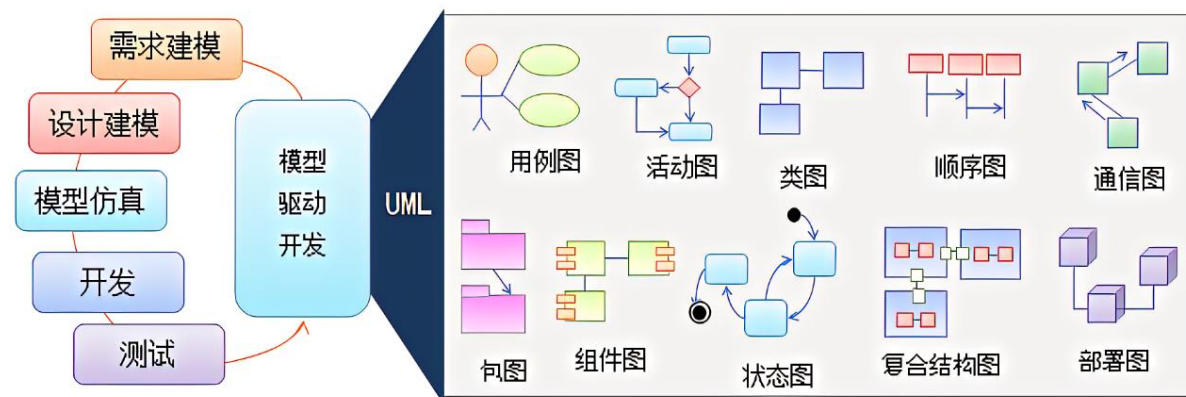 需求建模
设计建模
模型仿真
开发
测试
模型
驱动
开发
UML
用例图
活动图
类图
顺序图
通信图
包图
组件图
状态图
复合结构图
部署图